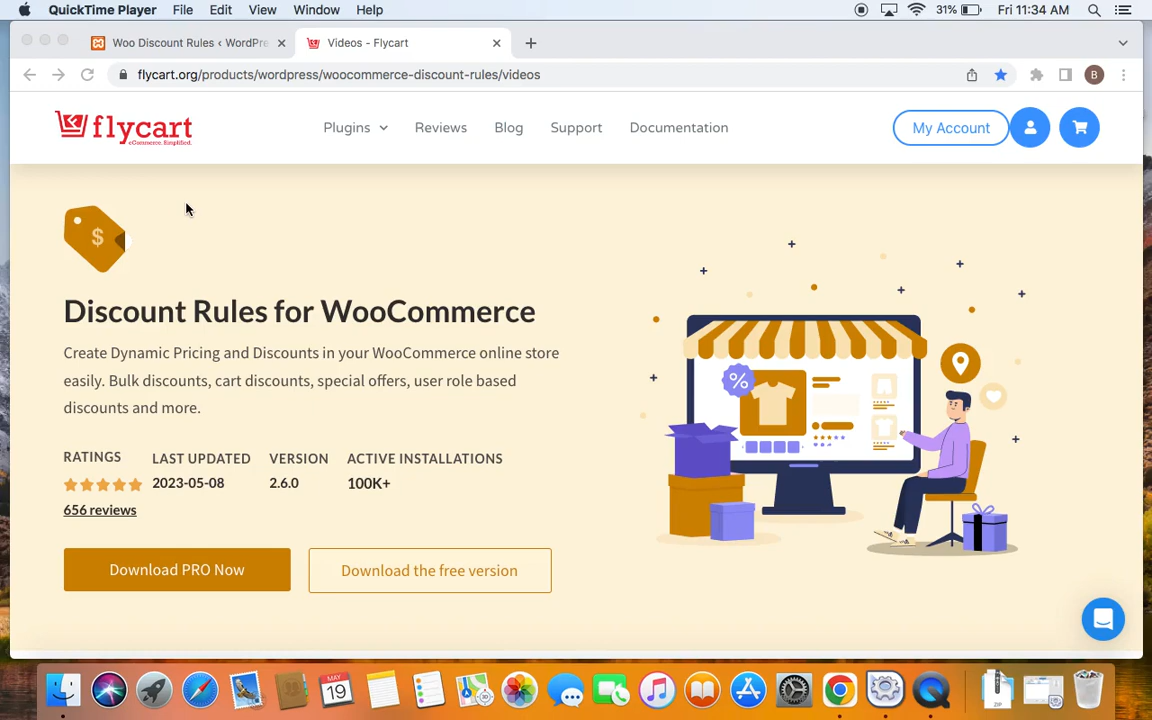 QuickTime Player File Edit View Window Help 31% Fri 11:34 AM
Woo Discount Rules ‹ WordPre Videos - Flycart
flycart.org/products/wordpress/woocommerce-discount-rules/videos B
flycart
eCommerce. Simplified.
Plugins Reviews Blog Support Documentation My Account
$
Discount Rules for WooCommerce
Create Dynamic Pricing and Discounts in your WooCommerce online store
easily. Bulk discounts, cart discounts, special offers, user role based
discounts and more.
RATINGS LAST UPDATED VERSION ACTIVE INSTALLATIONS
2023-05-08 2.6.0 100K+
656 reviews
Download PRO Now Download the free version
%
MAY
19
ZIP